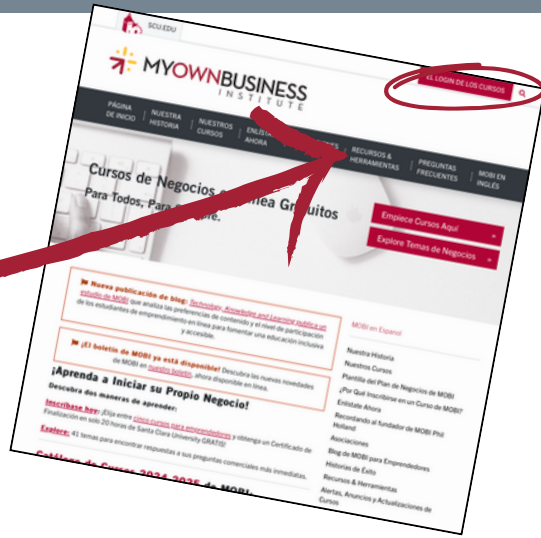 SCU.EDU
EL LOGIN DE LOS CURSOS
MYOWNBUSINESS
INSTITUTE
PÁGINA DE INICIO
NUESTRA HISTORIA
NUESTROS CURSOS
AHORA
RECURSOS & HERRAMIENTAS
PREGUNTAS FRECUENTES
MOBI EN INGLÉS
Cursos de Negocios Gratuitos
Para Todos, Para
Empiece Cursos Aquí »
Explore Temas de Negocios »
Nueva publicación de blog: Technology, Knowledge and Learning publica un
estudio de MOBI que analiza las preferencias de contenido y el nivel de participación
de los estudiantes de emprendimiento en línea para fomentar una educación inclusiva
y accesible.
¡El boletín de MOBI ya está disponible! Descubra las nuevas novedades
de MOBI en nuestro boletín, ahora disponible en línea.
¡Aprenda a Iniciar su Propio Negocio!
Descubra dos maneras de aprender:
Inscríbase hoy: ¡Elija entre cinco cursos para emprendedores y obtenga un Certificado de
Finalización en solo 20 horas de Santa Clara University GRATIS!
Explore: 41 temas para encontrar respuestas a sus preguntas comerciales más inmediatas.
Catálogo de Cursos 2024-2025 de MOBI:
MOBI en Espanol
Nuestra Historia
Nuestros Cursos
Plantilla del Plan de Negocios de MOBI
¿Por Qué Inscribirse en un Curso de MOBI?
Enlístate Ahora
Recordando al fundador de MOBI Phil
Holland
Asociaciones
Blog de MOBI para Emprendedores
Historias de Éxito
Recursos & Herramientas
Alertas, Anuncios y Actualizaciones de
Cursos